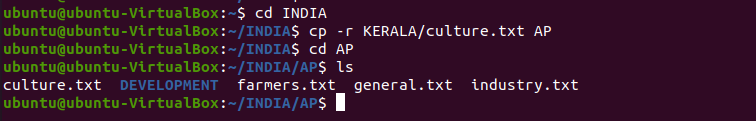 ubuntu@ubuntu-VirtualBox:~$ cd INDIA
ubuntu@ubuntu-VirtualBox:~/INDIA$ cp -r KERALA/culture.txt AP
ubuntu@ubuntu-VirtualBox:~/INDIA$ cd AP
ubuntu@ubuntu-VirtualBox:~/INDIA/AP$ ls
culture.txt  DEVELOPMENT  farmers.txt  general.txt  industry.txt
ubuntu@ubuntu-VirtualBox:~/INDIA/AP$